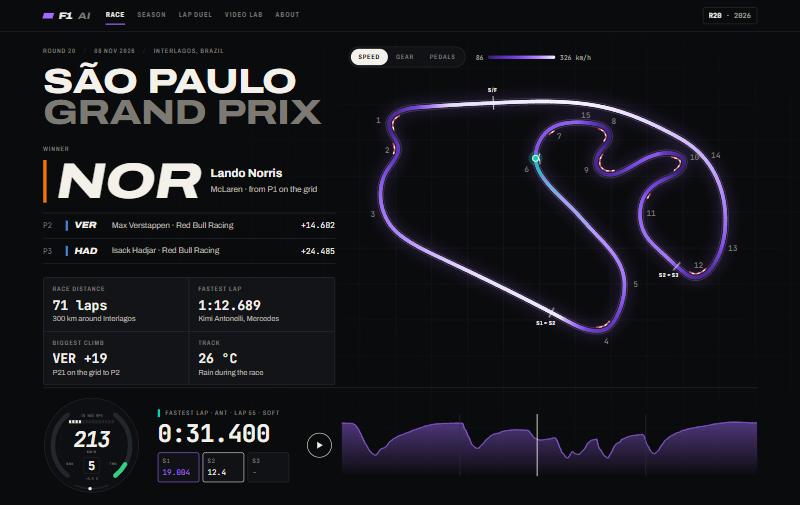 F1 AI
RACE SEASON LAP DUEL VIDEO LAB ABOUT
R20 · 2026
ROUND 20 / 08 NOV 2026 / INTERLAGOS, BRAZIL
SÃO PAULO
GRAND PRIX
WINNER
NOR
Lando Norris
McLaren · from P1 on the grid
P2 VER Max Verstappen · Red Bull Racing +14.602
P3 HAD Isack Hadjar · Red Bull Racing +24.485
RACE DISTANCE
71 laps
300 km around Interlagos
FASTEST LAP
1:12.689
Kimi Antonelli, Mercedes
BIGGEST CLIMB
VER +19
P21 on the grid to P2
TRACK
26 °C
Rain during the race
SPEED GEAR PEDALS
86 326 km/h
S/F
1
2
3
4
5
6
7
8
9
10
11
12
13
14
15
S1 = S2
S2 = S3
213
KM/H
5
FASTEST LAP · ANT · LAP 55 · SOFT
0:31.400
S1
19.004
S2
12.4
S3
-